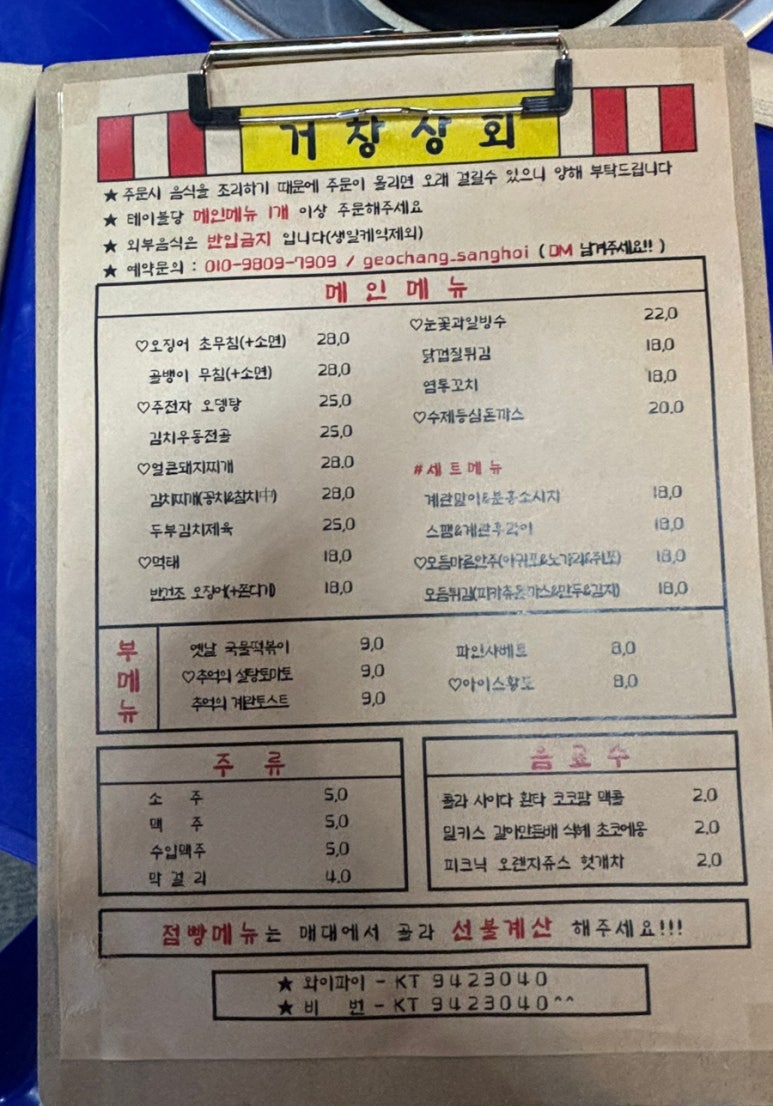 거창상회
★ 주문시 음식을 조리하기 때문에 주문이 몰리면 오래 걸릴수 있으니 양해 부탁드립니다
★ 테이블당 메인메뉴 1개 이상 주문해주세요
★ 외부음식은 반입금지 입니다(생일케익제외)
★ 예약문의 : 010-9809-7909 / geochang_sanghoi ( DM 남겨주세요!! )
메인메뉴
♡오징어 초무침(+소면) 28,0
골뱅이 무침(+소면) 28,0
♡주전자 오뎅탕 25,0
김치우동전골 25,0
♡얼큰돼지찌개 28,0
김치찌개(꽁치&참치中) 28,0
두부김치제육 25,0
♡먹태 18,0
반건조 오징어(+쫀디기) 18,0
♡눈꽃과일빙수 22,0
닭껍질튀김 18,0
염통꼬치 18,0
♡수제등심돈까스 20,0
#세트메뉴
계란말이&분홍소시지 18,0
스팸&계란후라이 18,0
♡모듬마른안주(아귀포&노가리&쥐포) 18,0
모듬튀김(피카츄돈까스&만두&김치) 18,0
부메뉴
옛날 국물떡볶이 9,0
♡추억의 설탕토마토 9,0
추억의 계란토스트 9,0
파인샤베트 8,0
♡아이스황도 8,0
주 류
소 주 5,0
맥 주 5,0
수입맥주 5,0
막걸리 4,0
음료수
콜라 사이다 환타 코코팜 맥콜 2,0
밀키스 갈아만든배 식혜 초코에몽 2,0
피크닉 오렌지쥬스 헛개차 2,0
점빵메뉴는 매대에서 골라 선불계산 해주세요!!!
★ 와이파이 - KT 9423040
★ 비 번 - KT 9423040^^